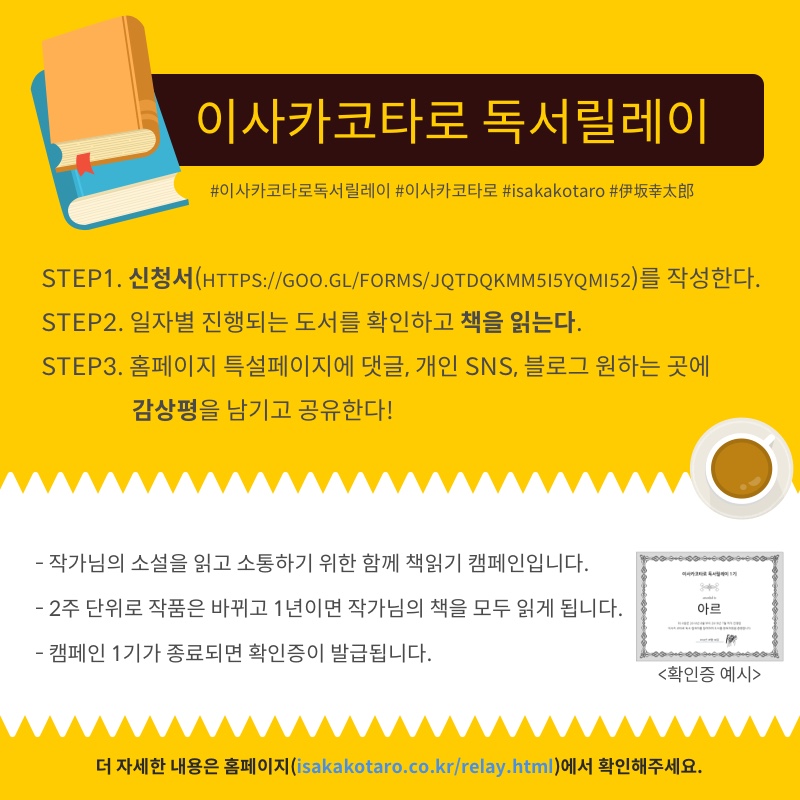 이사카코타로 독서릴레이
#이사카코타로독서릴레이 #이사카코타로 #isakakotaro #伊坂幸太郎
STEP1. 신청서(HTTPS://GOO.GL/FORMS/JQTDQKMM5I5YQMI52)를 작성한다.
STEP2. 일자별 진행되는 도서를 확인하고 책을 읽는다.
STEP3. 홈페이지 특설페이지에 댓글, 개인 SNS, 블로그 원하는 곳에
감상평을 남기고 공유한다!
- 작가님의 소설을 읽고 소통하기 위한 함께 책읽기 캠페인입니다.
- 2주 단위로 작품은 바뀌고 1년이면 작가님의 책을 모두 읽게 됩니다.
- 캠페인 1기가 종료되면 확인증이 발급됩니다.
이사카코타로 독서릴레이 1기
아르
<확인증 예시>
더 자세한 내용은 홈페이지(isakakotaro.co.kr/relay.html)에서 확인해주세요.